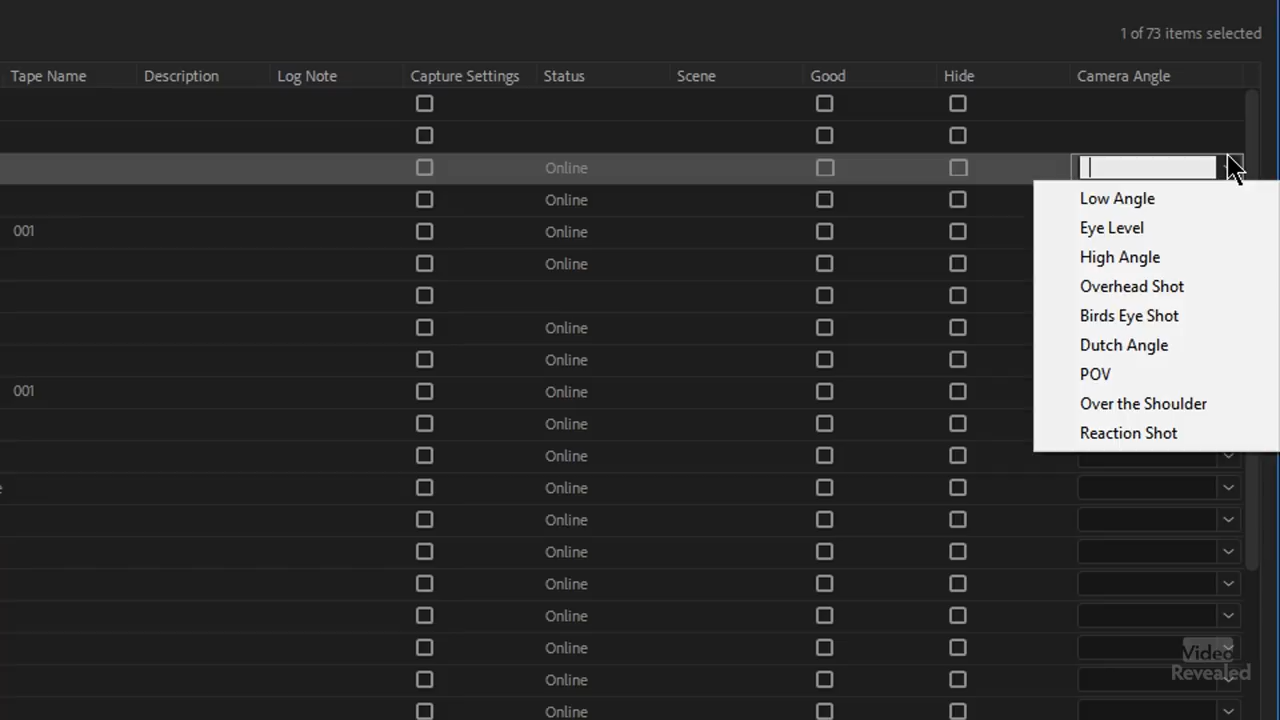 1 of 73 items selected
Tape Name Description Log Note Capture Settings Status Scene Good Hide Camera Angle
Online
Low Angle
Online
Eye Level
001 Online
High Angle
Online
Overhead Shot
Birds Eye Shot
Online
Dutch Angle
Online
POV
001 Online
Over the Shoulder
Online
Reaction Shot
Online
Online
Online
Online
Online
Online
Online
Video
Revealed
Online
Online